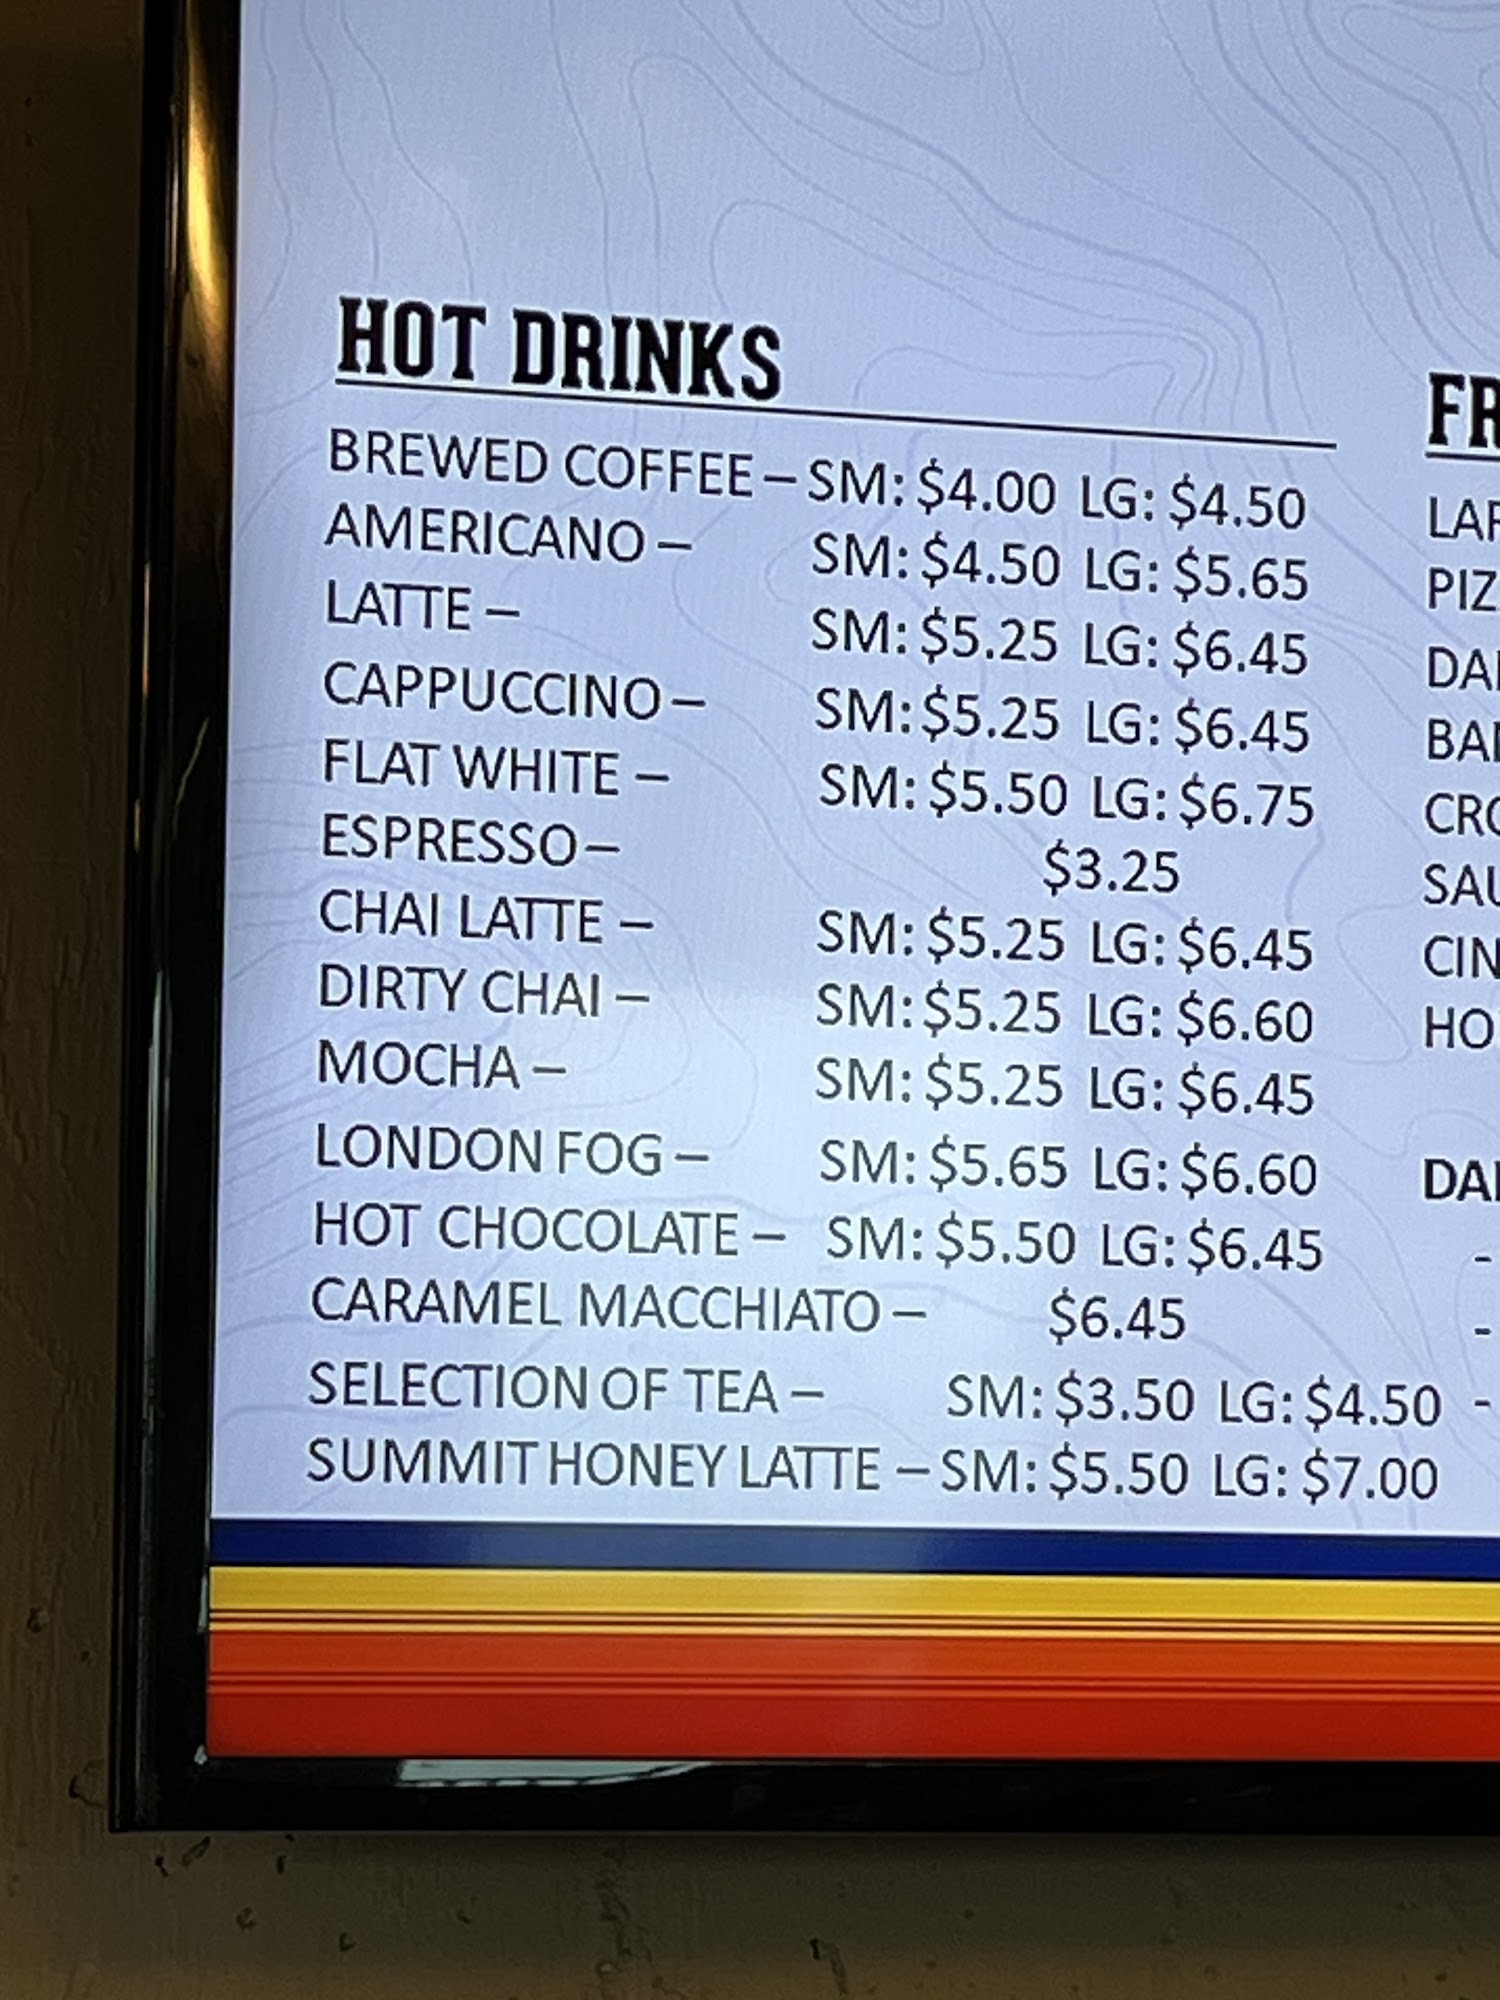 HOT DRINKS
BREWED COFFEE – SM: $4.00 LG: $4.50
AMERICANO – SM: $4.50 LG: $5.65
LATTE – SM: $5.25 LG: $6.45
CAPPUCCINO – SM: $5.25 LG: $6.45
FLAT WHITE – SM: $5.50 LG: $6.75
ESPRESSO – $3.25
CHAI LATTE – SM: $5.25 LG: $6.45
DIRTY CHAI – SM: $5.25 LG: $6.60
MOCHA – SM: $5.25 LG: $6.45
LONDON FOG – SM: $5.65 LG: $6.60
HOT CHOCOLATE – SM: $5.50 LG: $6.45
CARAMEL MACCHIATO – $6.45
SELECTION OF TEA – SM: $3.50 LG: $4.50
SUMMIT HONEY LATTE – SM: $5.50 LG: $7.00